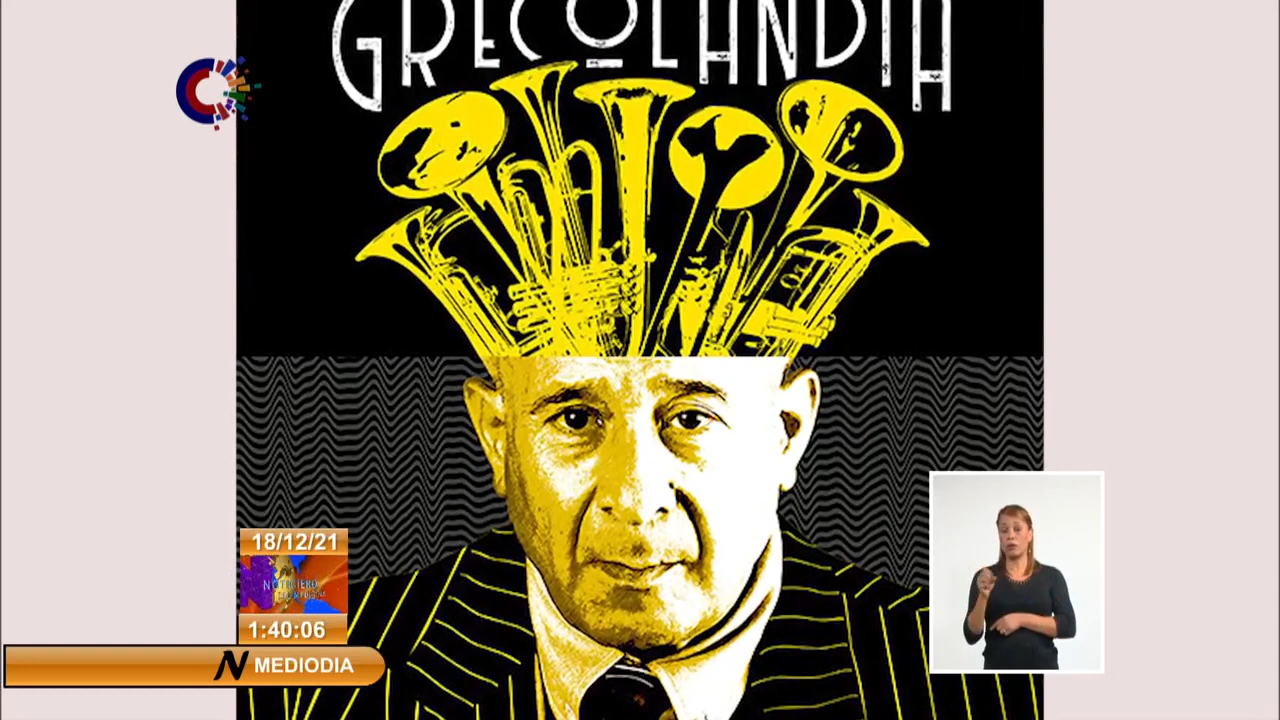 GRECOLANDIA
18/12/21
NOTICIERO
1:40:06
N MEDIODIA